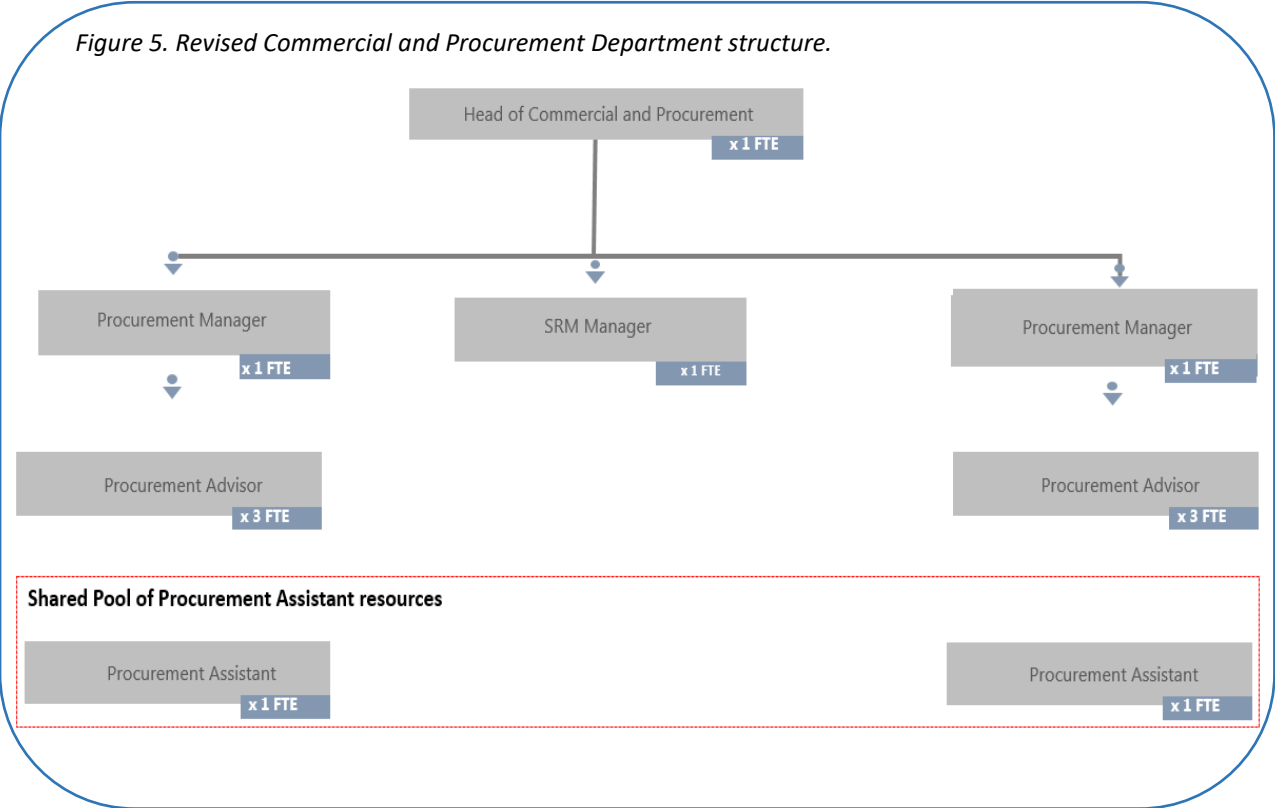 Figure 5. Revised Commercial and Procurement Department structure.
Head of Commercial and Procurement
x 1 FTE
Procurement Manager
x 1 FTE
SRM Manager
x 1 FTE
Procurement Manager
x 1 FTE
Procurement Advisor
x 3 FTE
Procurement Advisor
x 3 FTE
Shared Pool of Procurement Assistant resources
Procurement Assistant
x 1 FTE
Procurement Assistant
x 1 FTE